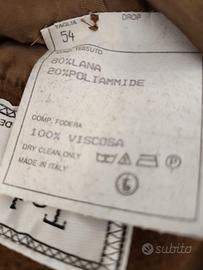 TAGLIA
DROP
54
TESSUTO
80%LANA
20%POLIAMMIDE
COMP. FODERA
100% VISCOSA
DRY CLEAN ONLY
MADE IN ITALY
P
6
subito